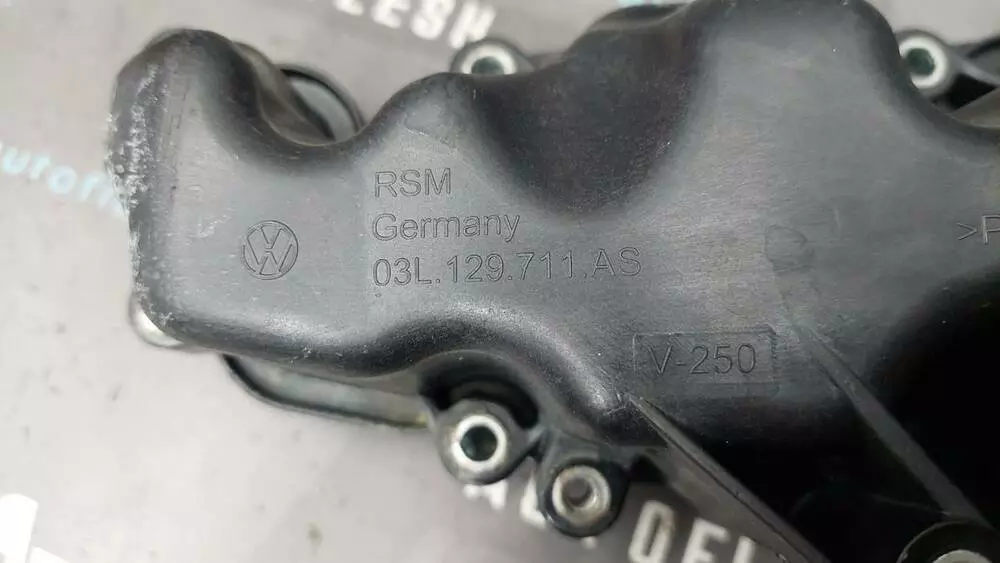 RSM
Germany
03L.129.711.AS
V-250
>P